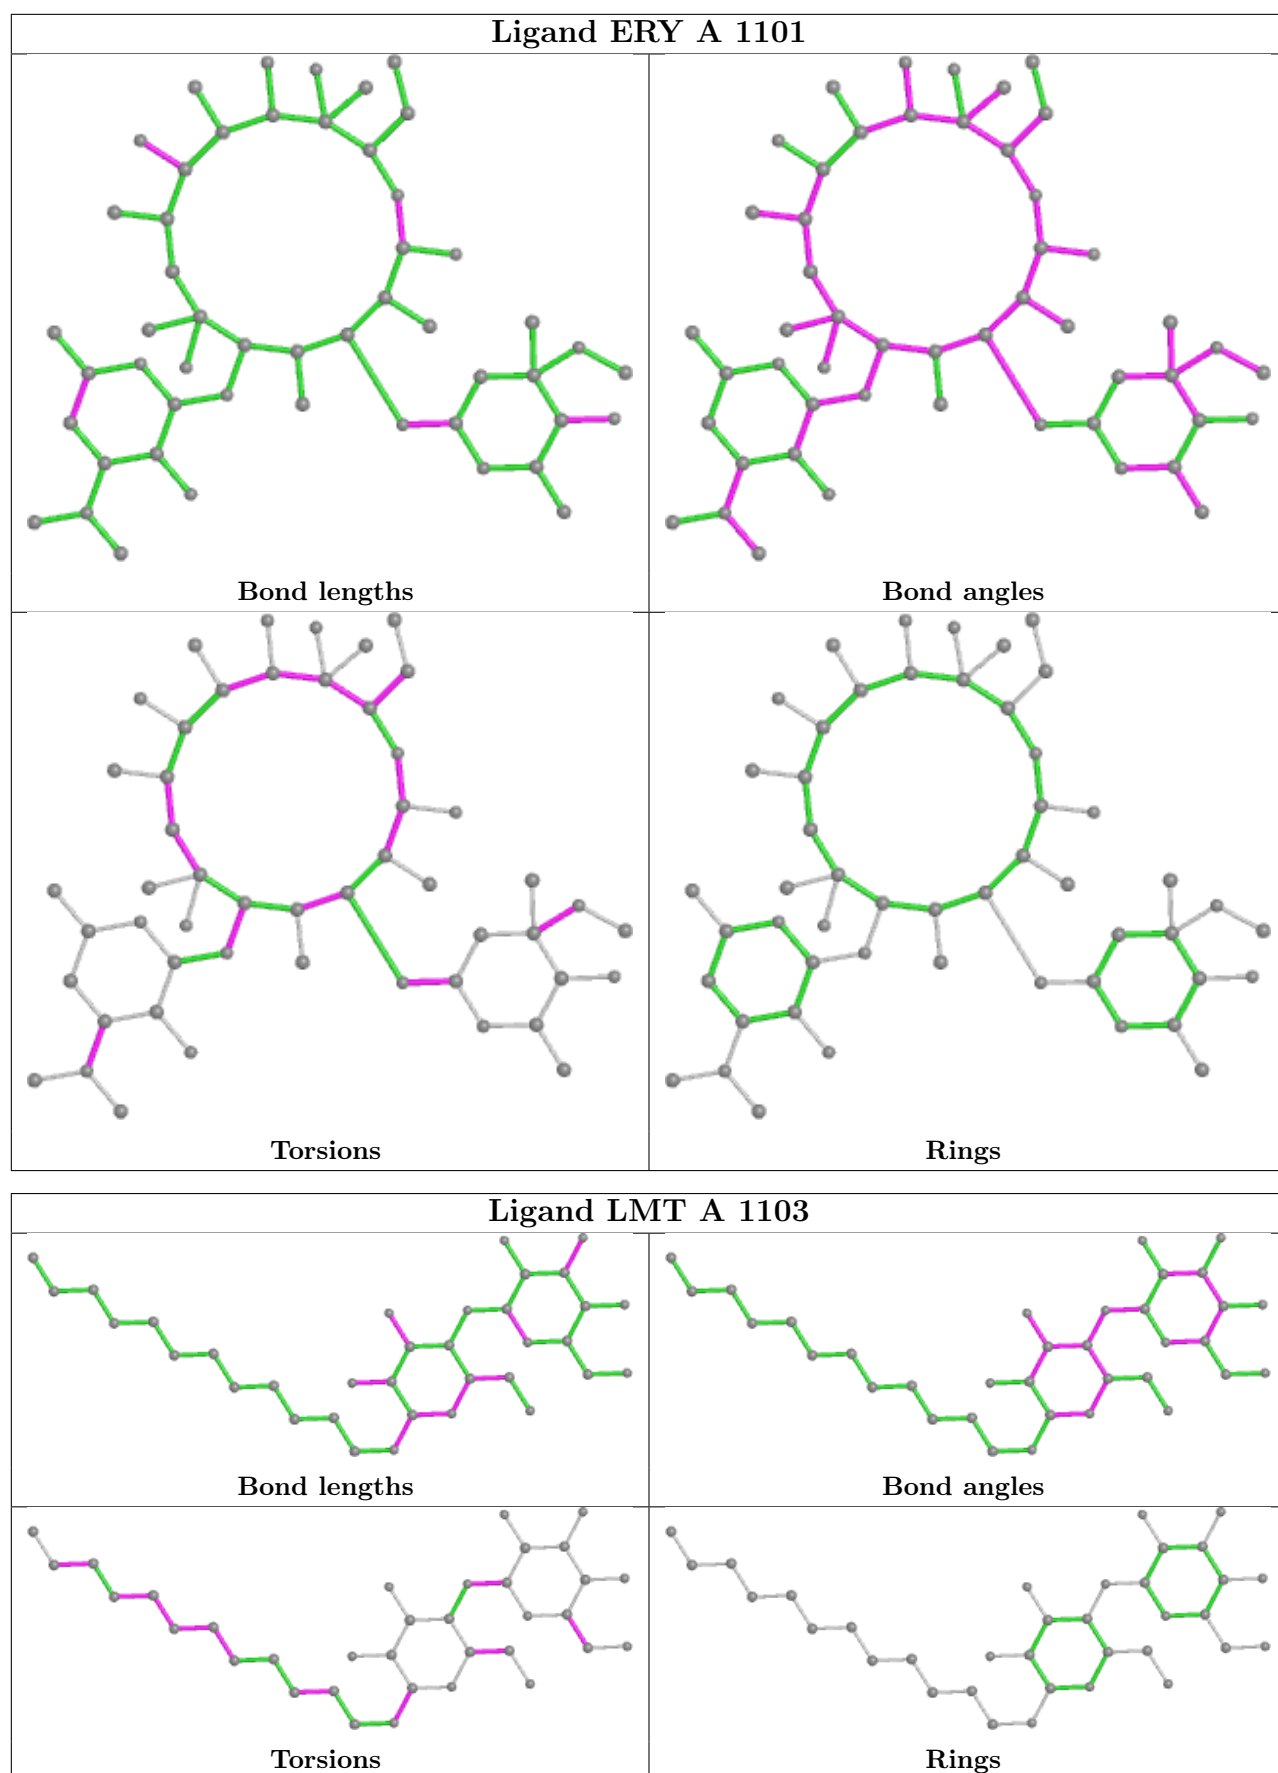 Ligand ERY A 1101
Bond lengths
Bond angles
Torsions
Rings
Ligand LMT A 1103
Bond lengths
Bond angles
Torsions
Rings